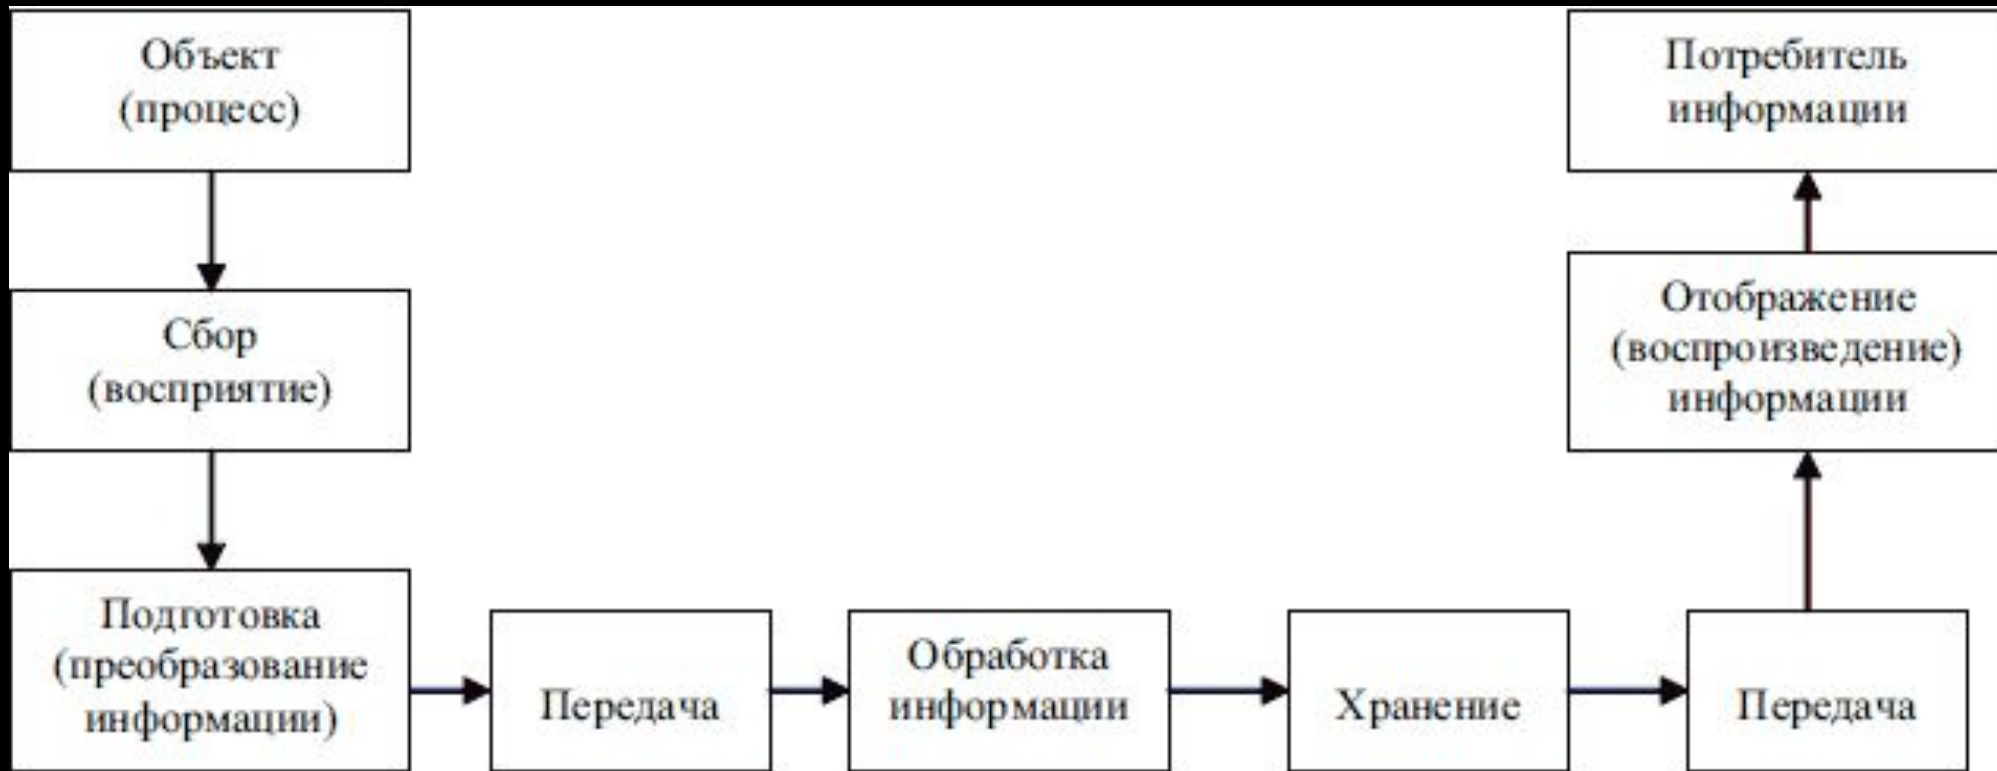 Объект
(процесс)
Сбор
(восприятие)
Подготовка
(преобразование
информации)
Передача
Обработка
информации
Хранение
Передача
Отображение
(воспроизведение)
информации
Потребитель
информации